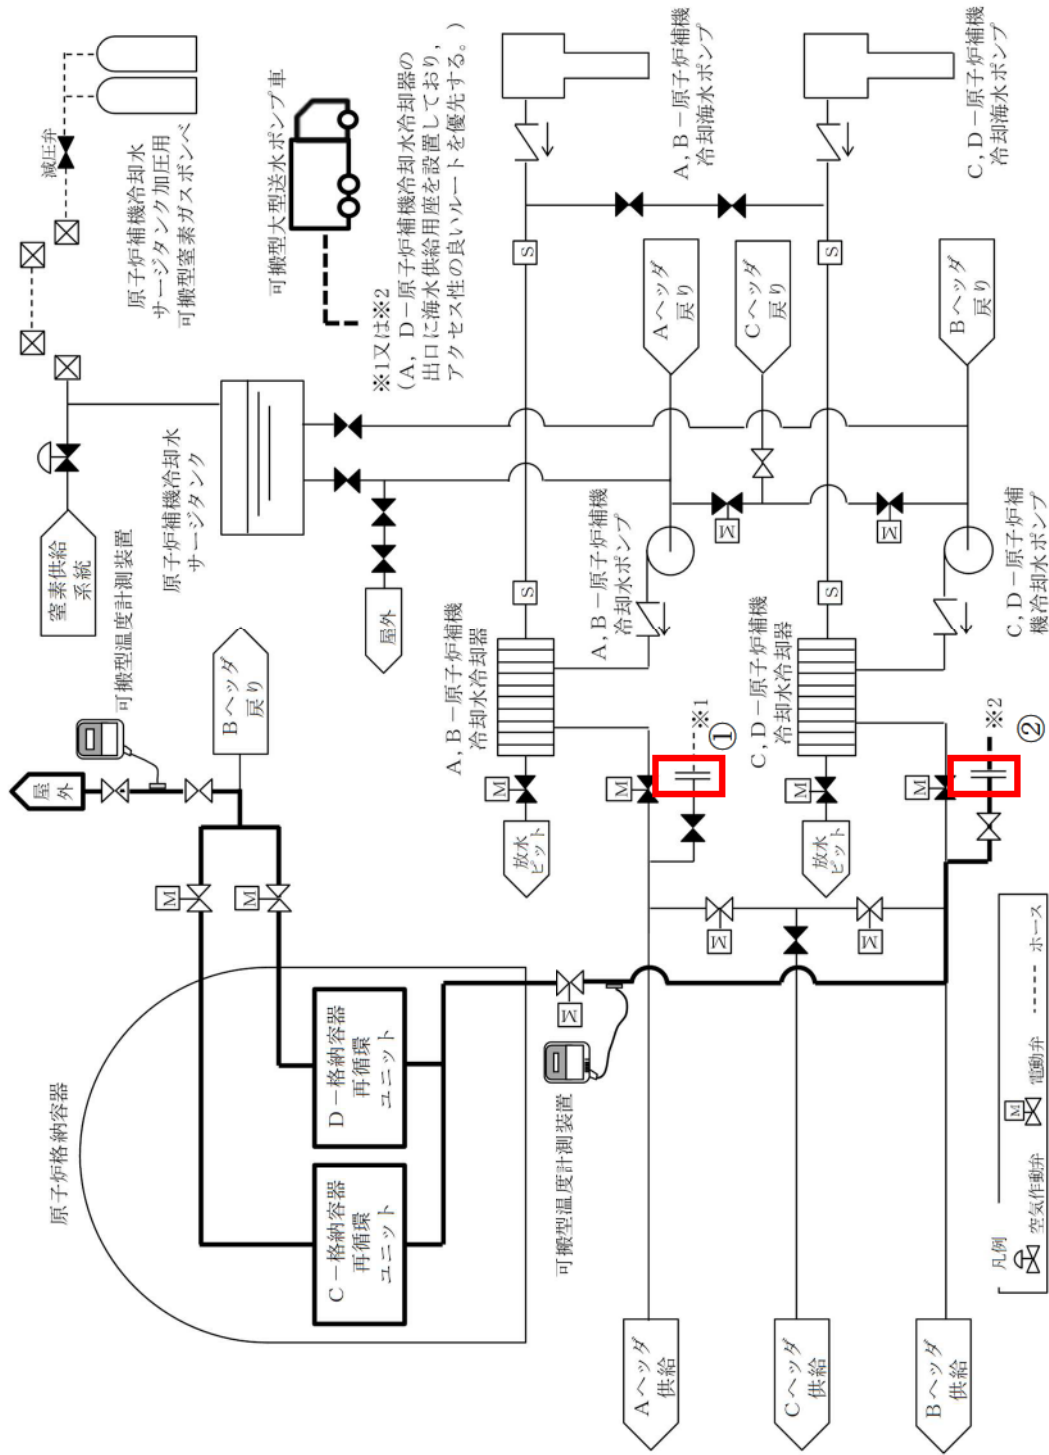 原子炉格納容器
C－格納容器
再循環
ユニット
D－格納容器
再循環
ユニット
M
M
屋
外
可搬型温度計測装置
Bヘッダ
戻り
窒素供給
系統
減圧弁
原子炉補機冷却水
サージタンク加圧用
可搬型窒素ガスボンベ
原子炉補機冷却水
サージタンク
屋外
可搬型大型送水ポンプ車
※1又は※2
(A, D－原子炉補機冷却水冷却器の
出口に海水供給用座を設置しており,
アクセス性の良いルートを優先する。)
可搬型温度計測装置
M
放水
ピット
M
A, B－原子炉補機
冷却水冷却器
S
S
A, B－原子炉補機
冷却海水ポンプ
M
※1
①
A, B－原子炉補機
冷却水ポンプ
Aヘッダ
戻り
M
M
Cヘッダ
戻り
M
M
放水
ピット
M
C, D－原子炉補機
冷却水冷却器
S
S
C, D－原子炉補機
冷却海水ポンプ
M
※2
②
C, D－原子炉補
機冷却水ポンプ
Bヘッダ
戻り
Aヘッダ
供給
Cヘッダ
供給
Bヘッダ
供給
凡例
空気作動弁
M
電動弁
ホース